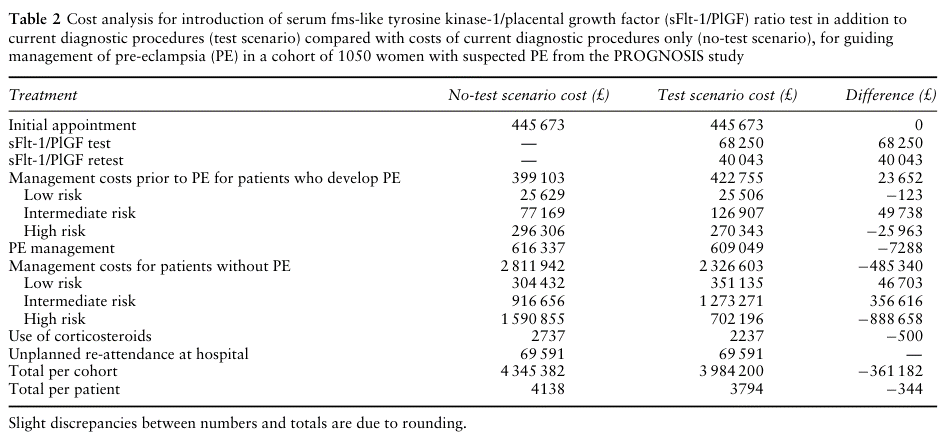 Table 2 Cost analysis for introduction of serum fms-like tyrosine kinase-1/placental growth factor (sFlt-1/PlGF) ratio test in addition to
current diagnostic procedures (test scenario) compared with costs of current diagnostic procedures only (no-test scenario), for guiding
management of pre-eclampsia (PE) in a cohort of 1050 women with suspected PE from the PROGNOSIS study
Treatment No-test scenario cost (£) Test scenario cost (£) Difference (£)
Initial appointment 445 673 445 673 0
sFlt-1/PlGF test — 68 250 68 250
sFlt-1/PlGF retest — 40 043 40 043
Management costs prior to PE for patients who develop PE 399 103 422 755 23 652
Low risk 25 629 25 506 −123
Intermediate risk 77 169 126 907 49 738
High risk 296 306 270 343 −25 963
PE management 616 337 609 049 −7288
Management costs for patients without PE 2 811 942 2 326 603 −485 340
Low risk 304 432 351 135 46 703
Intermediate risk 916 656 1 273 271 356 616
High risk 1 590 855 702 196 −888 658
Use of corticosteroids 2737 2237 −500
Unplanned re-attendance at hospital 69 591 69 591 —
Total per cohort 4 345 382 3 984 200 −361 182
Total per patient 4138 3794 −344
Slight discrepancies between numbers and totals are due to rounding.